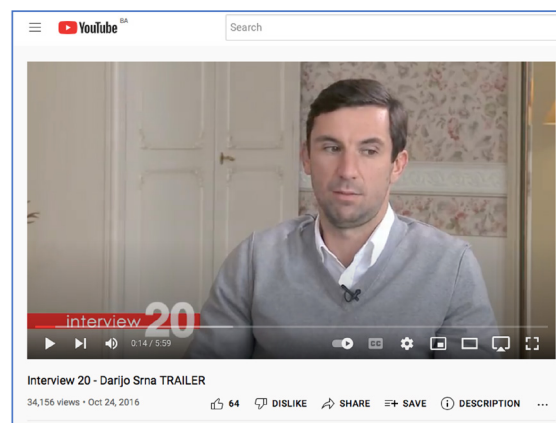 YouTube BA
Search
interview 20
0:14 / 5:59
CC
Interview 20 - Darijo Srna TRAILER
34,156 views • Oct 24, 2016
64 DISLIKE SHARE SAVE DESCRIPTION ...